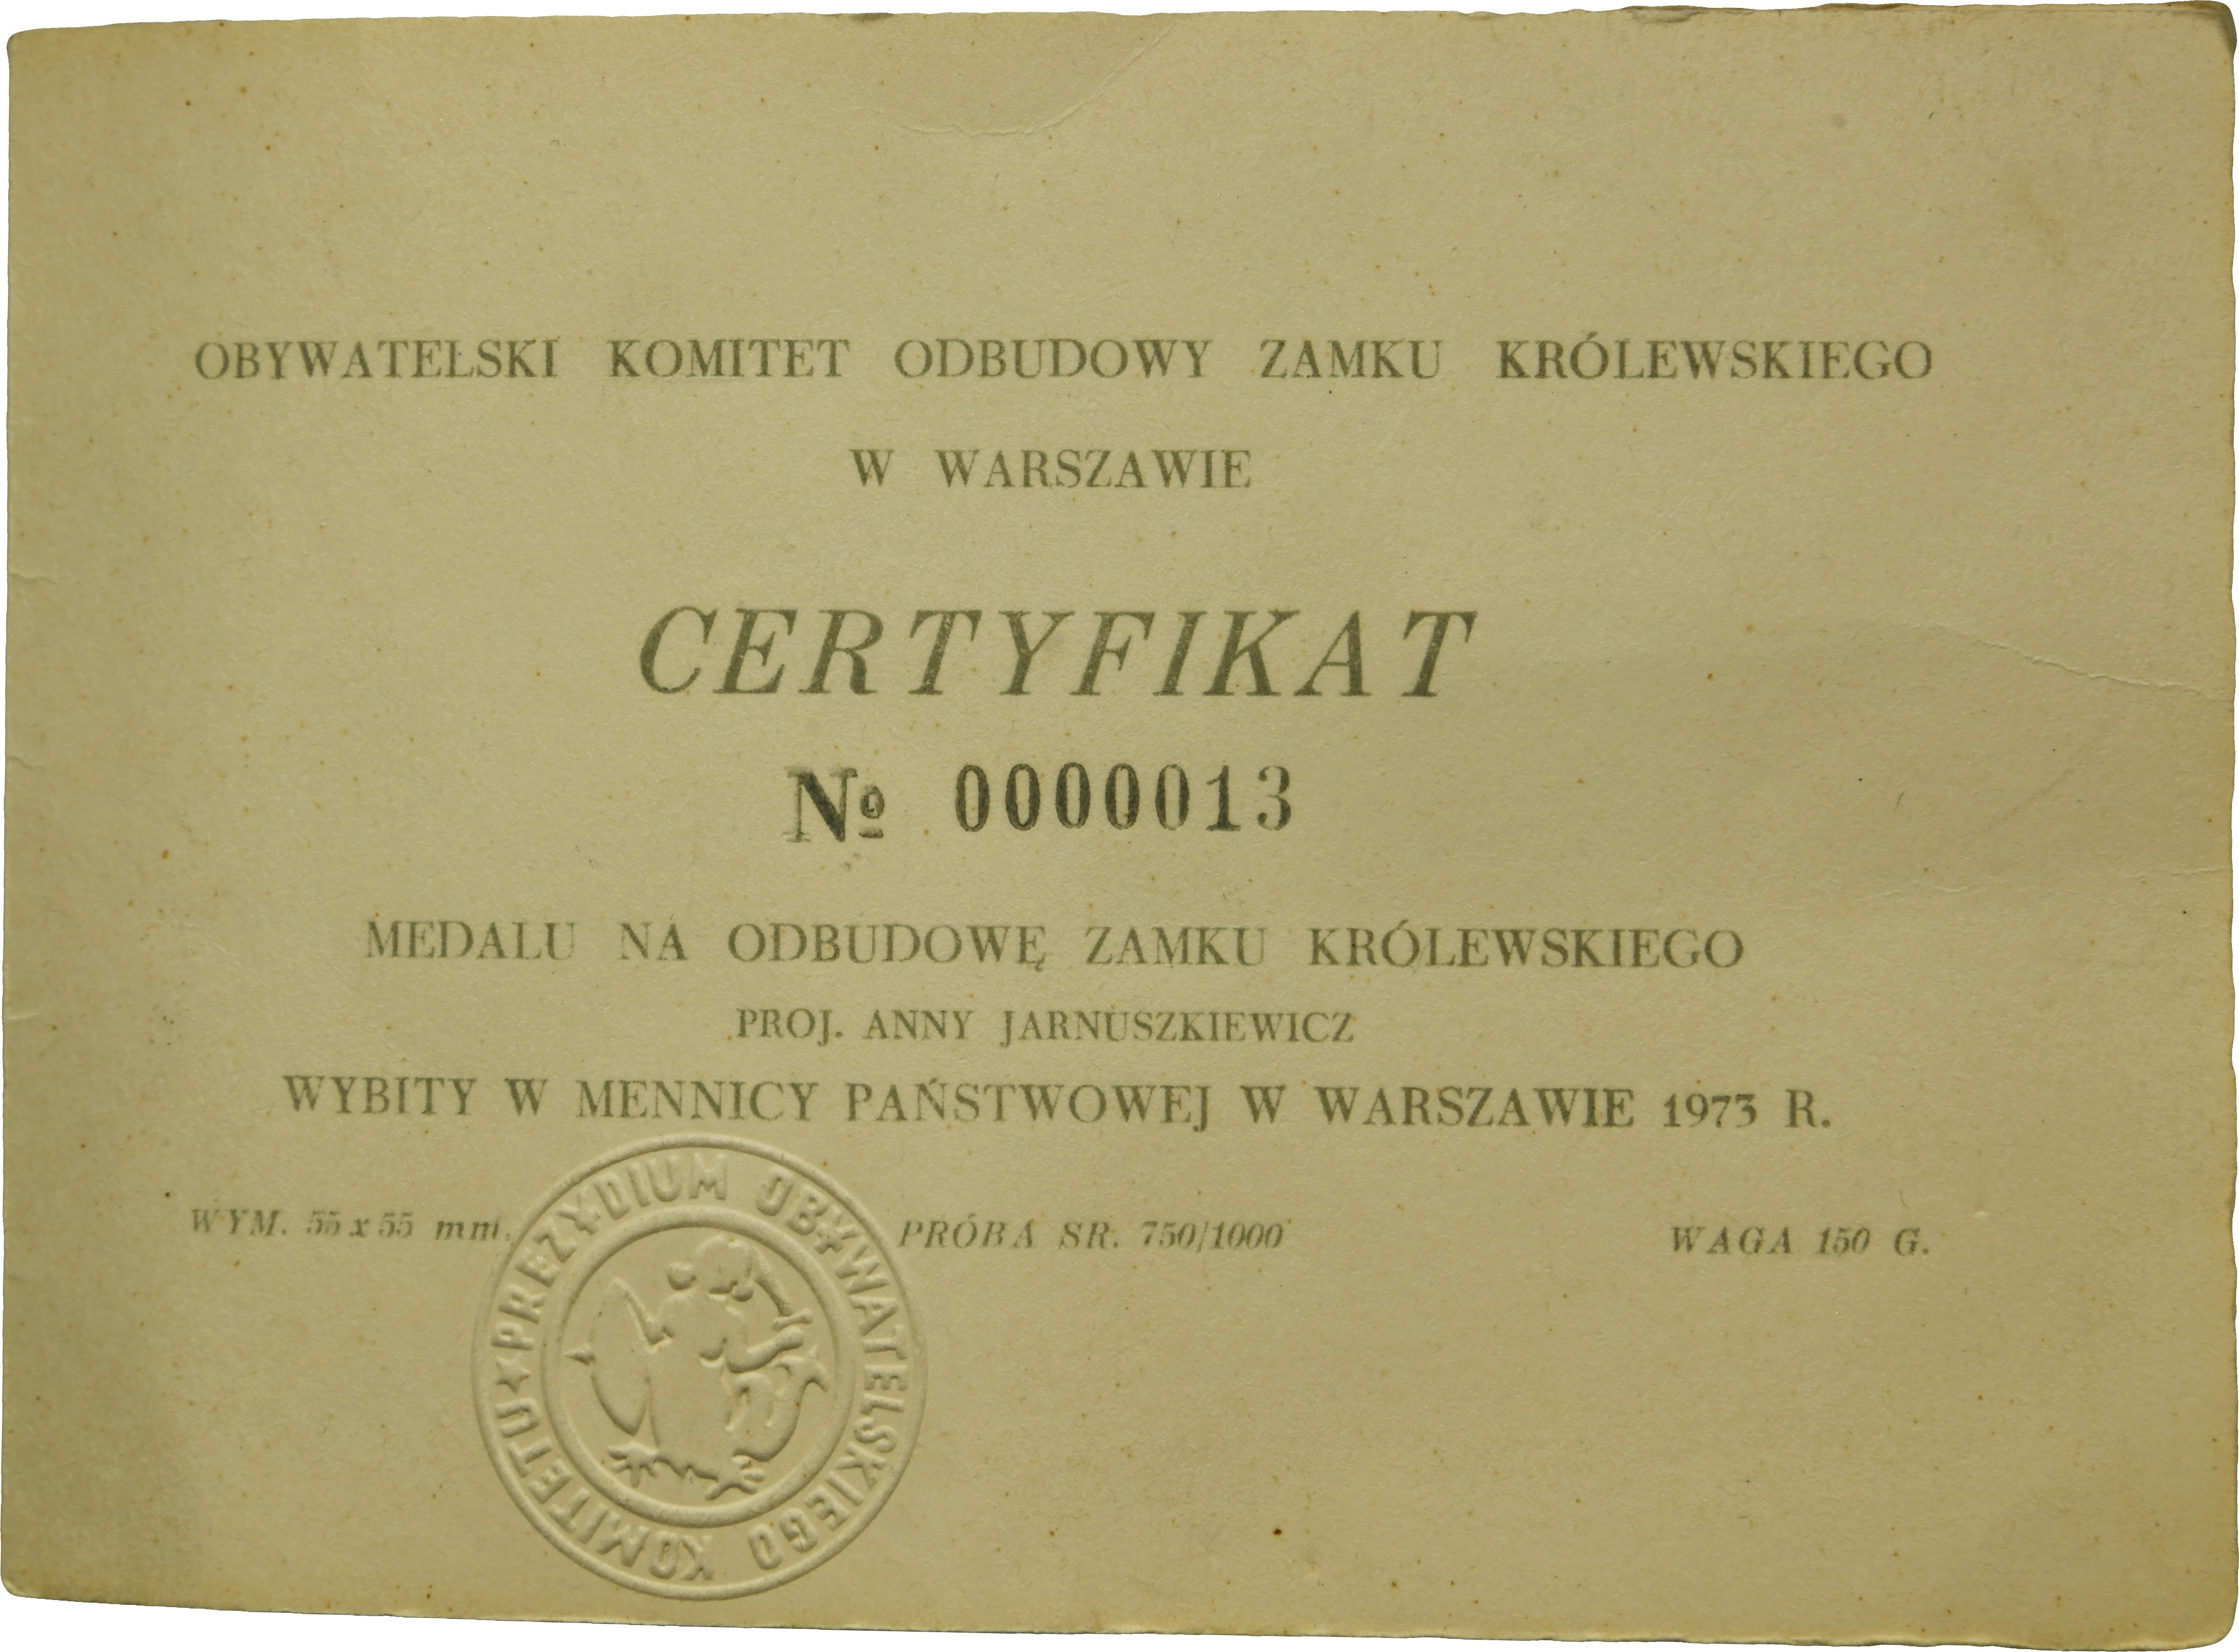 OBYWATELSKI KOMITET ODBUDOWY ZAMKU KRÓLEWSKIEGO
W WARSZAWIE
CERTYFIKAT
№ 0000013
MEDALU NA ODBUDOWĘ ZAMKU KRÓLEWSKIEGO
PROJ. ANNY JARNUSZKIEWICZ
WYBITY W MENNICY PAŃSTWOWEJ W WARSZAWIE 1973 R.
WYM. 55 x 55 mm. PRÓBA SR. 750/1000 WAGA 150 G.
PREZYDIUM OBYWATELSKIEGO KOMITETU